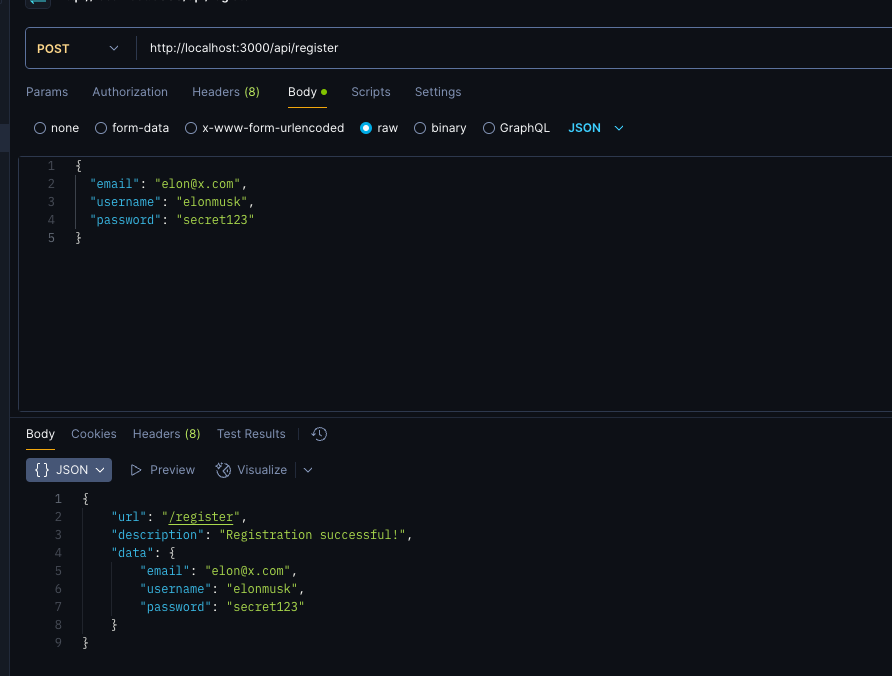 POST http://localhost:3000/api/register
Params Authorization Headers (8) Body Scripts Settings
none form-data x-www-form-urlencoded raw binary GraphQL JSON
1 {
2 "email": "elon@x.com",
3 "username": "elonmusk",
4 "password": "secret123"
5 }
Body Cookies Headers (8) Test Results
{} JSON Preview Visualize
1 {
2 "url": "/register",
3 "description": "Registration successful!",
4 "data": {
5 "email": "elon@x.com",
6 "username": "elonmusk",
7 "password": "secret123"
8 }
9 }